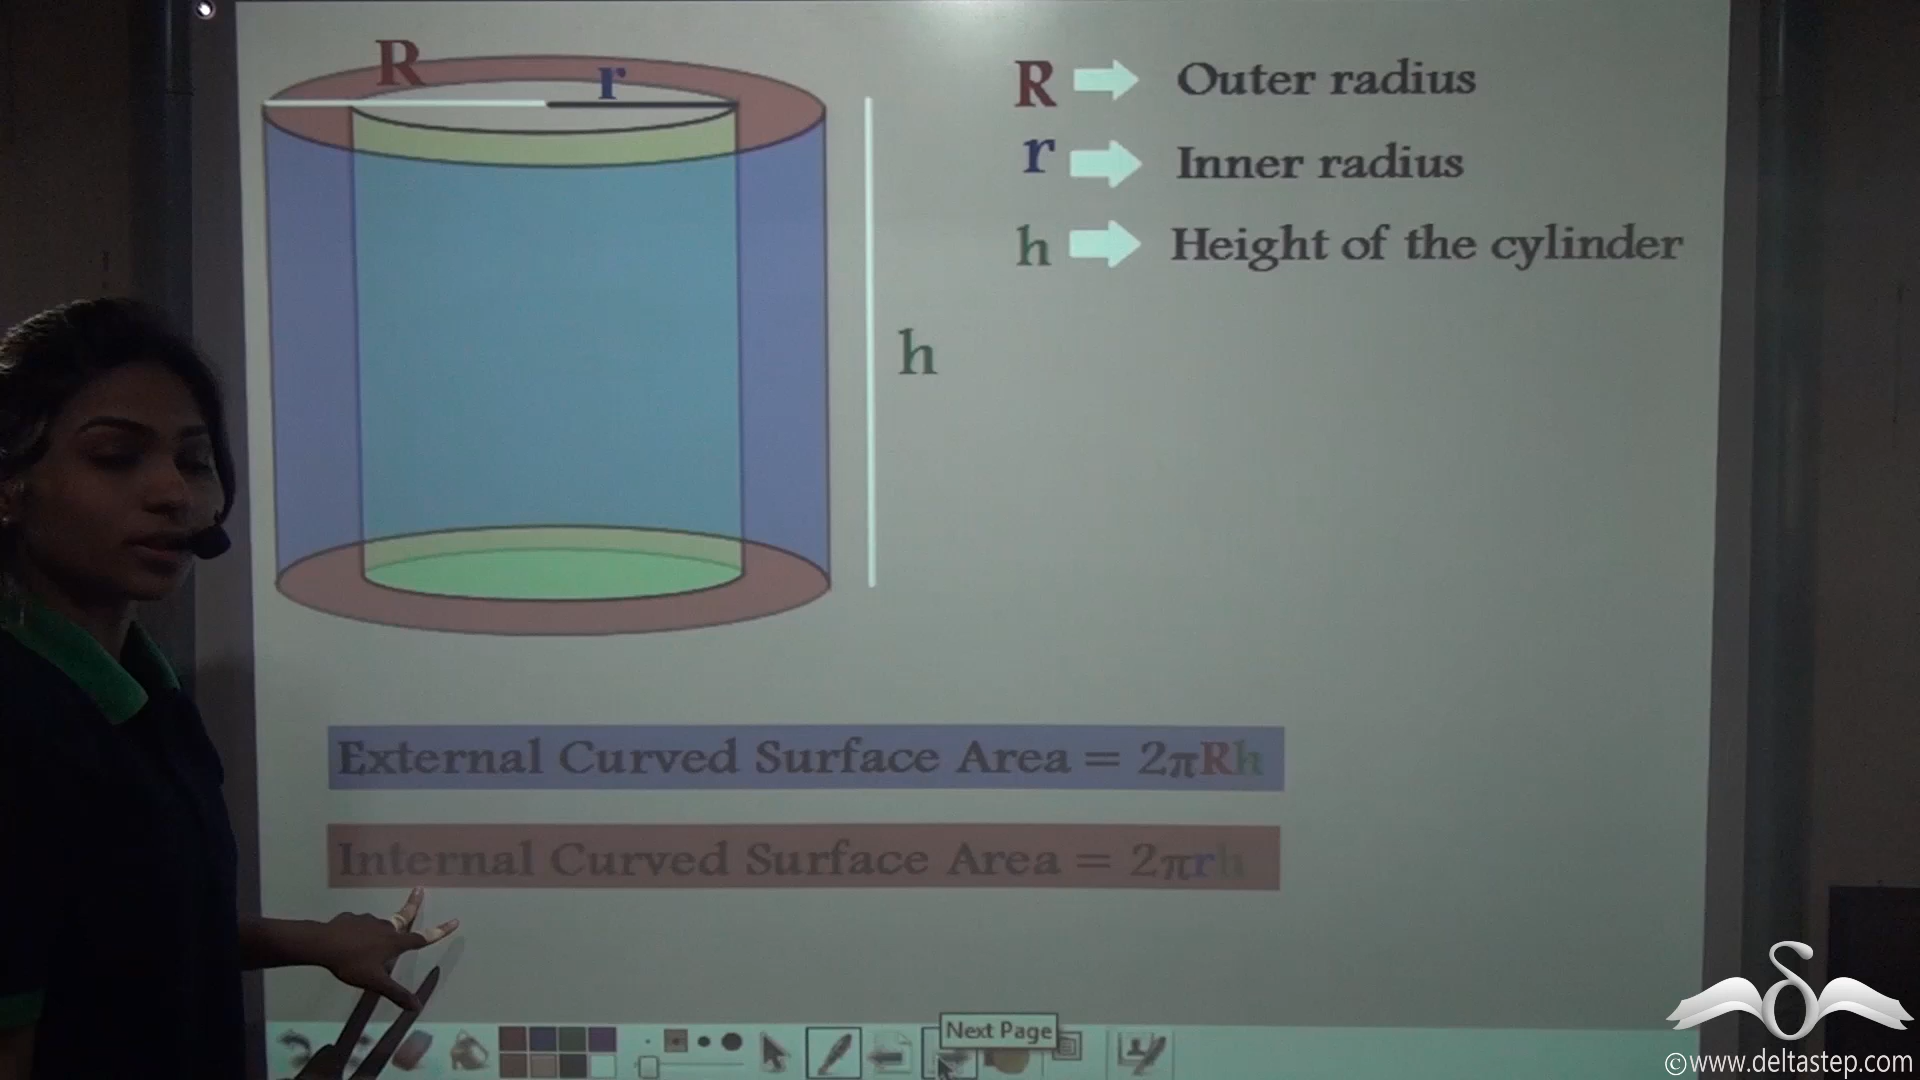 R
r
R Outer radius
r Inner radius
h Height of the cylinder
h
External Curved Surface Area = 2πRh
Internal Curved Surface Area = 2πrh
Next Page
©www.deltastep.com